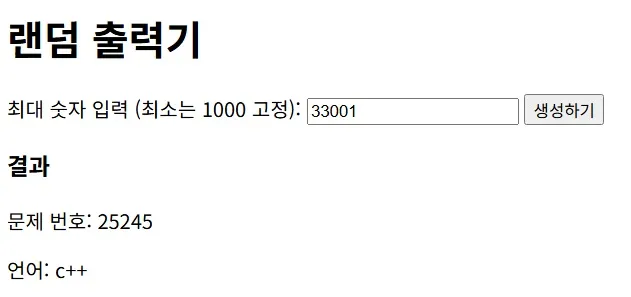 랜덤 출력기
최대 숫자 입력 (최소는 1000 고정): 33001 생성하기
결과
문제 번호: 25245
언어: c++